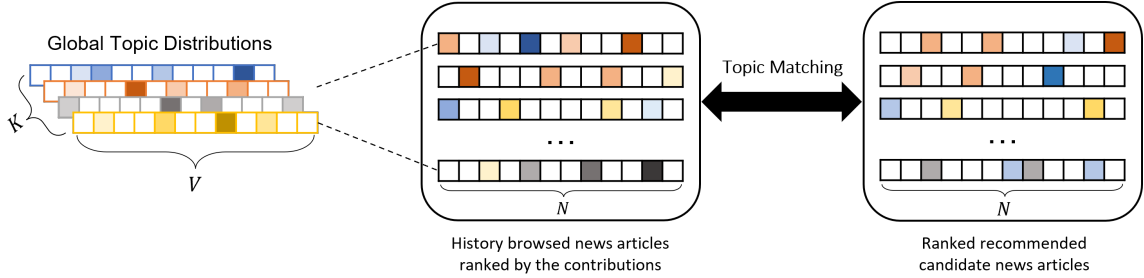 Global Topic Distributions
K
V
...
N
History browsed news articles
ranked by the contributions
Topic Matching
...
N
Ranked recommended
candidate news articles